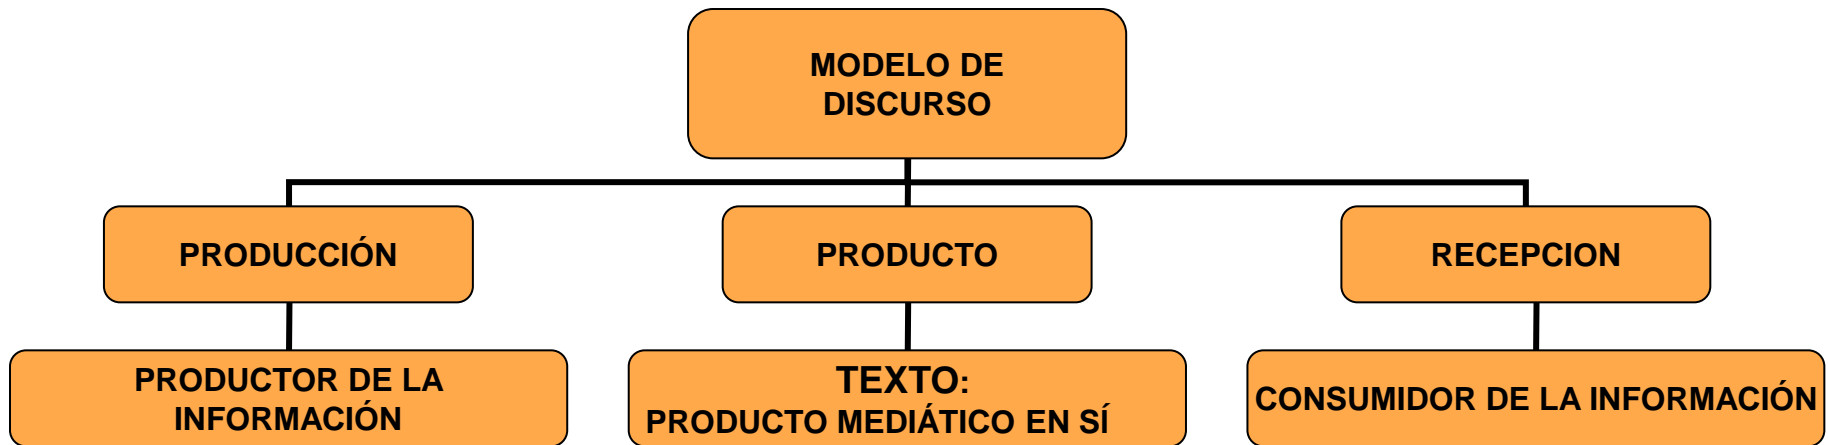 MODELO DE
DISCURSO
PRODUCCIÓN
PRODUCTO
RECEPCION
PRODUCTOR DE LA
INFORMACIÓN
TEXTO:
PRODUCTO MEDIÁTICO EN SÍ
CONSUMIDOR DE LA INFORMACIÓN